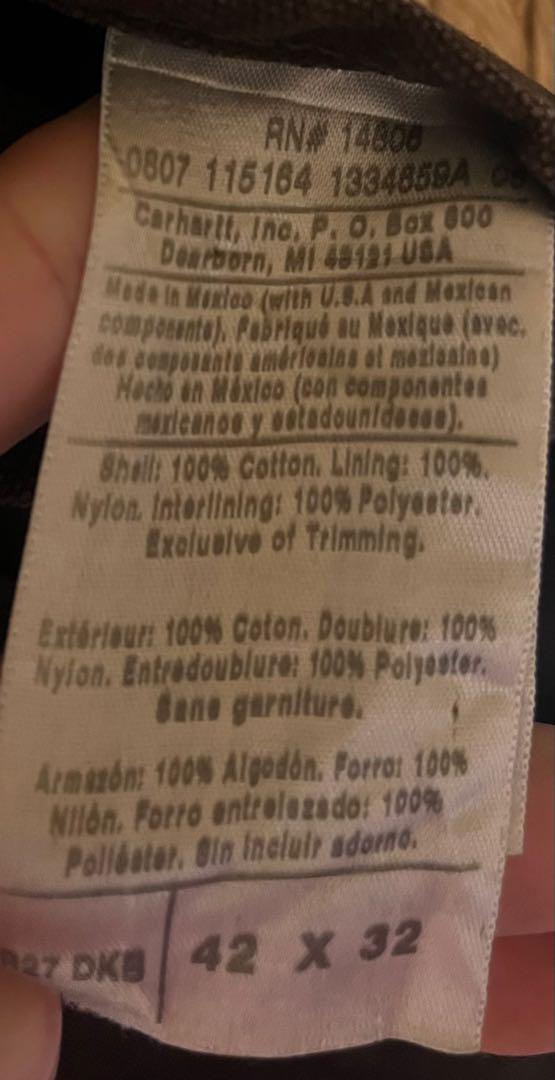 RN# 14806
0807 115164 1334659A
Carhartt, Inc. P. O. Box 600
Dearborn, MI 48121 USA
Made in Mexico (with U.S.A and Mexican
components). Fabriqué au Mexique (avec.
des composants américains et mexicains)
Hecho en México (con componentes
mexicanos y estadounideses).
Shell: 100% Cotton. Lining: 100%.
Nylon. Interlining: 100% Polyester.
Exclusive of Trimming.
Extérieur: 100% Coton. Doublure: 100%
Nylon. Entredoublure: 100% Polyester.
Sans garniture.
Armazón: 100% Algodón. Forro: 100%
Nilón. Forro entrelazado: 100%
Poliéster. Sin incluir adorno.
DKB 42 X 32